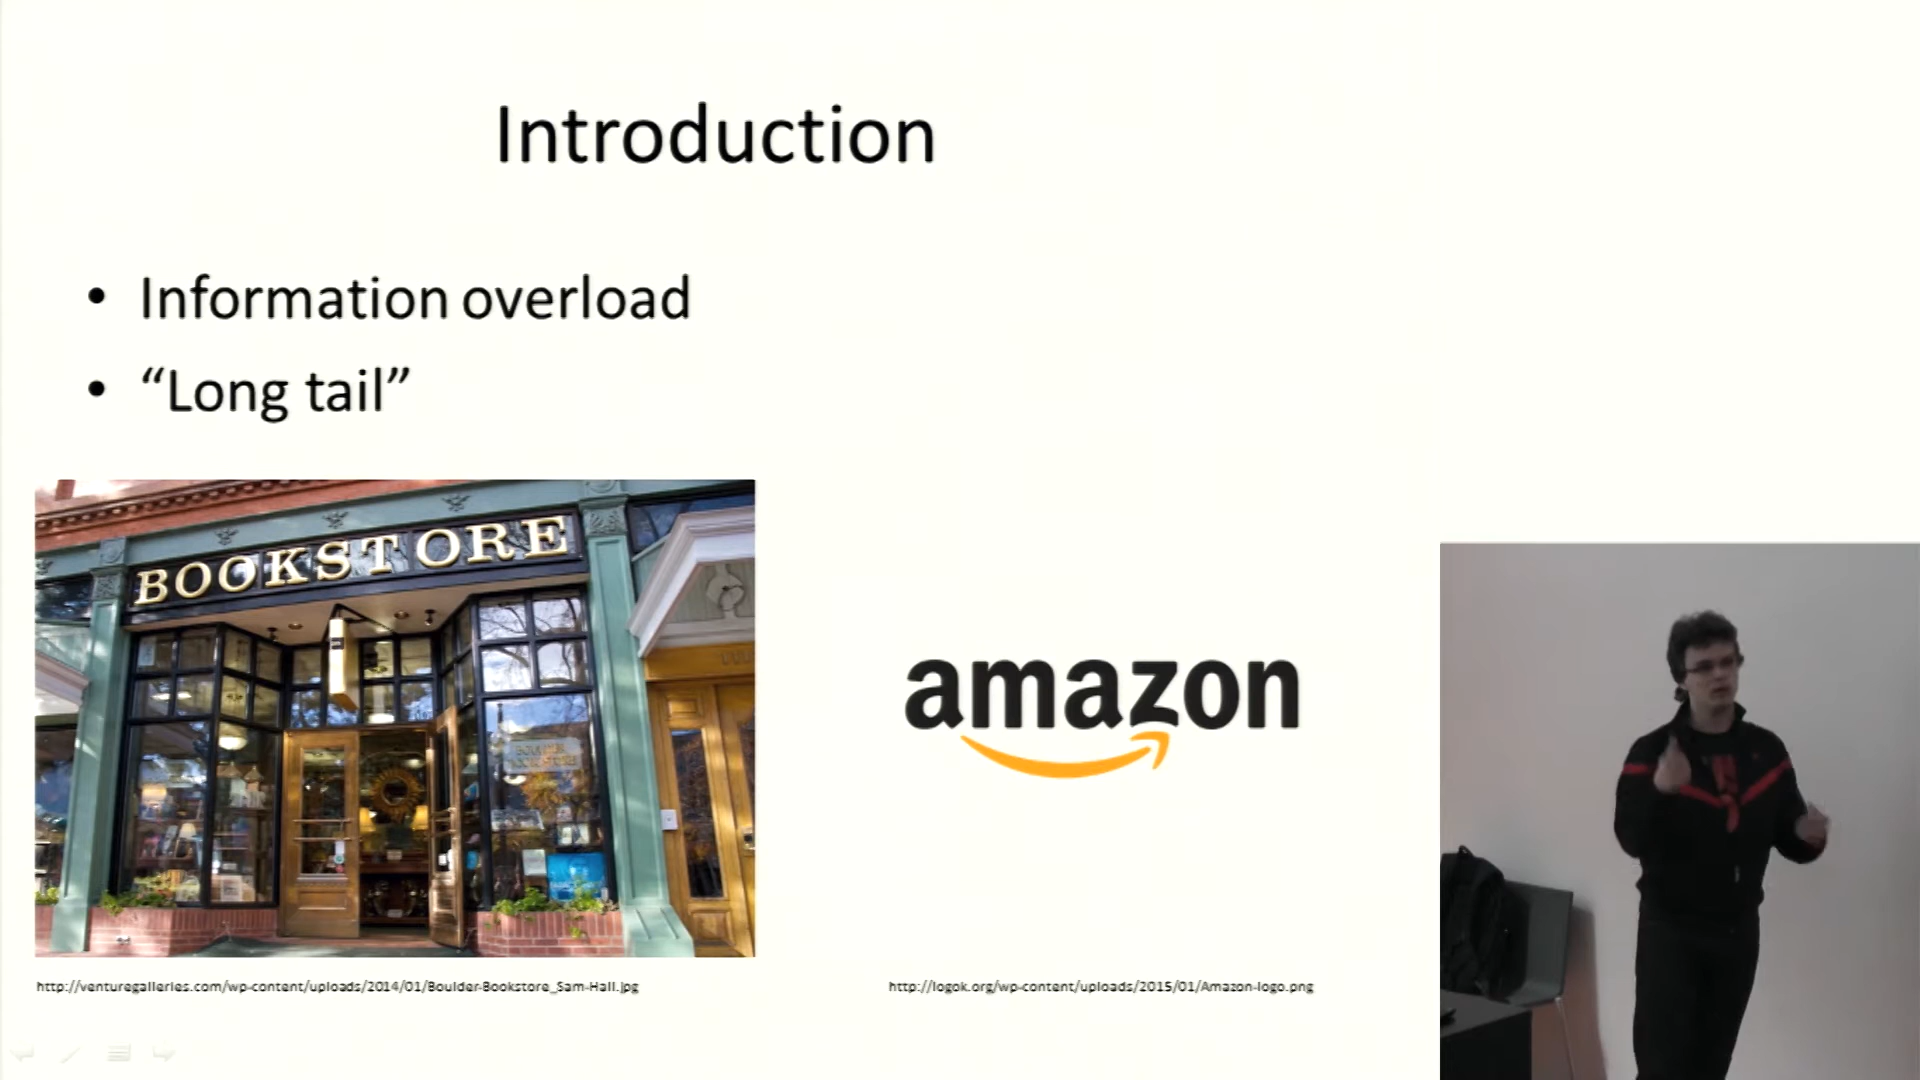 Introduction
• Information overload
• “Long tail”
BOOKSTORE
amazon
http://venturegalleries.com/wp-content/uploads/2014/01/Boulder-Bookstore_Sam-Hall.jpg
http://logok.org/wp-content/uploads/2015/01/Amazon-logo.png